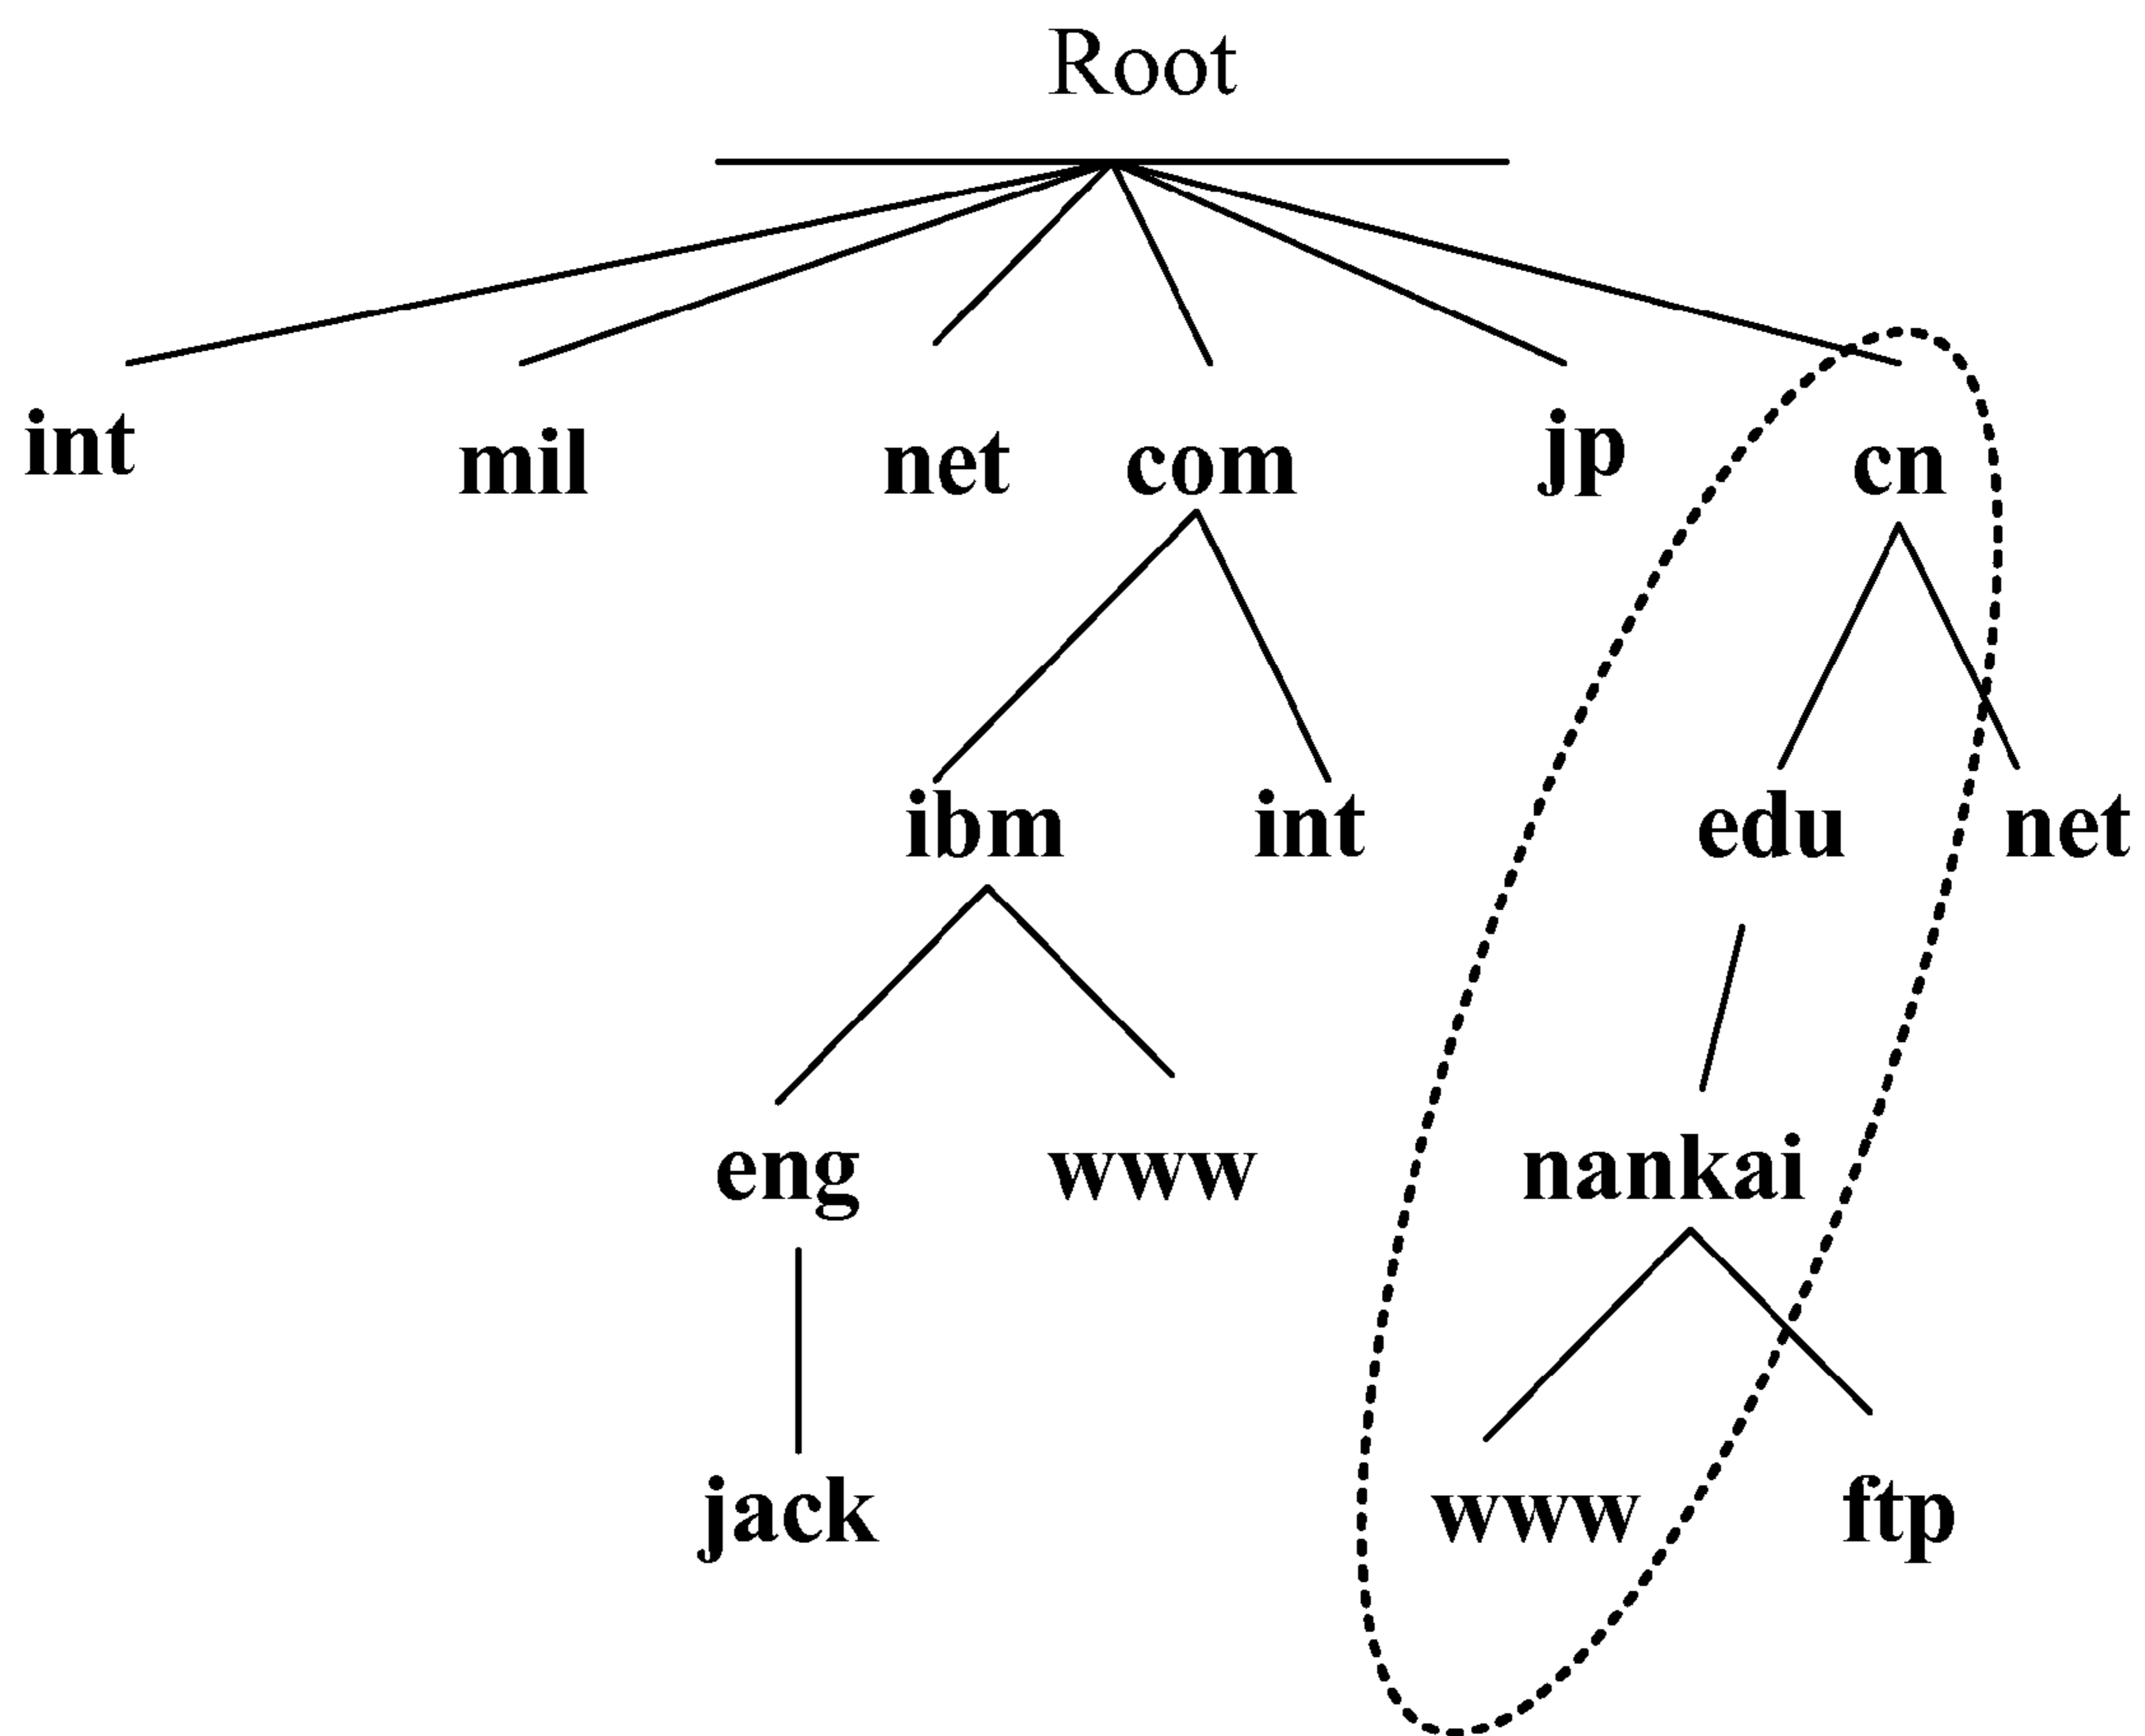 Root
int mil net com jp cn
ibm int edu net
eng www nankai
jack www ftp